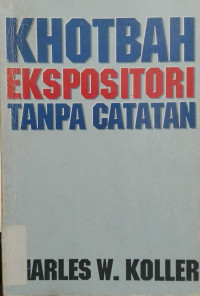 KHOTBAH
EKSPOSITORI
TANPA CATATAN
HARLES W. KOLLER